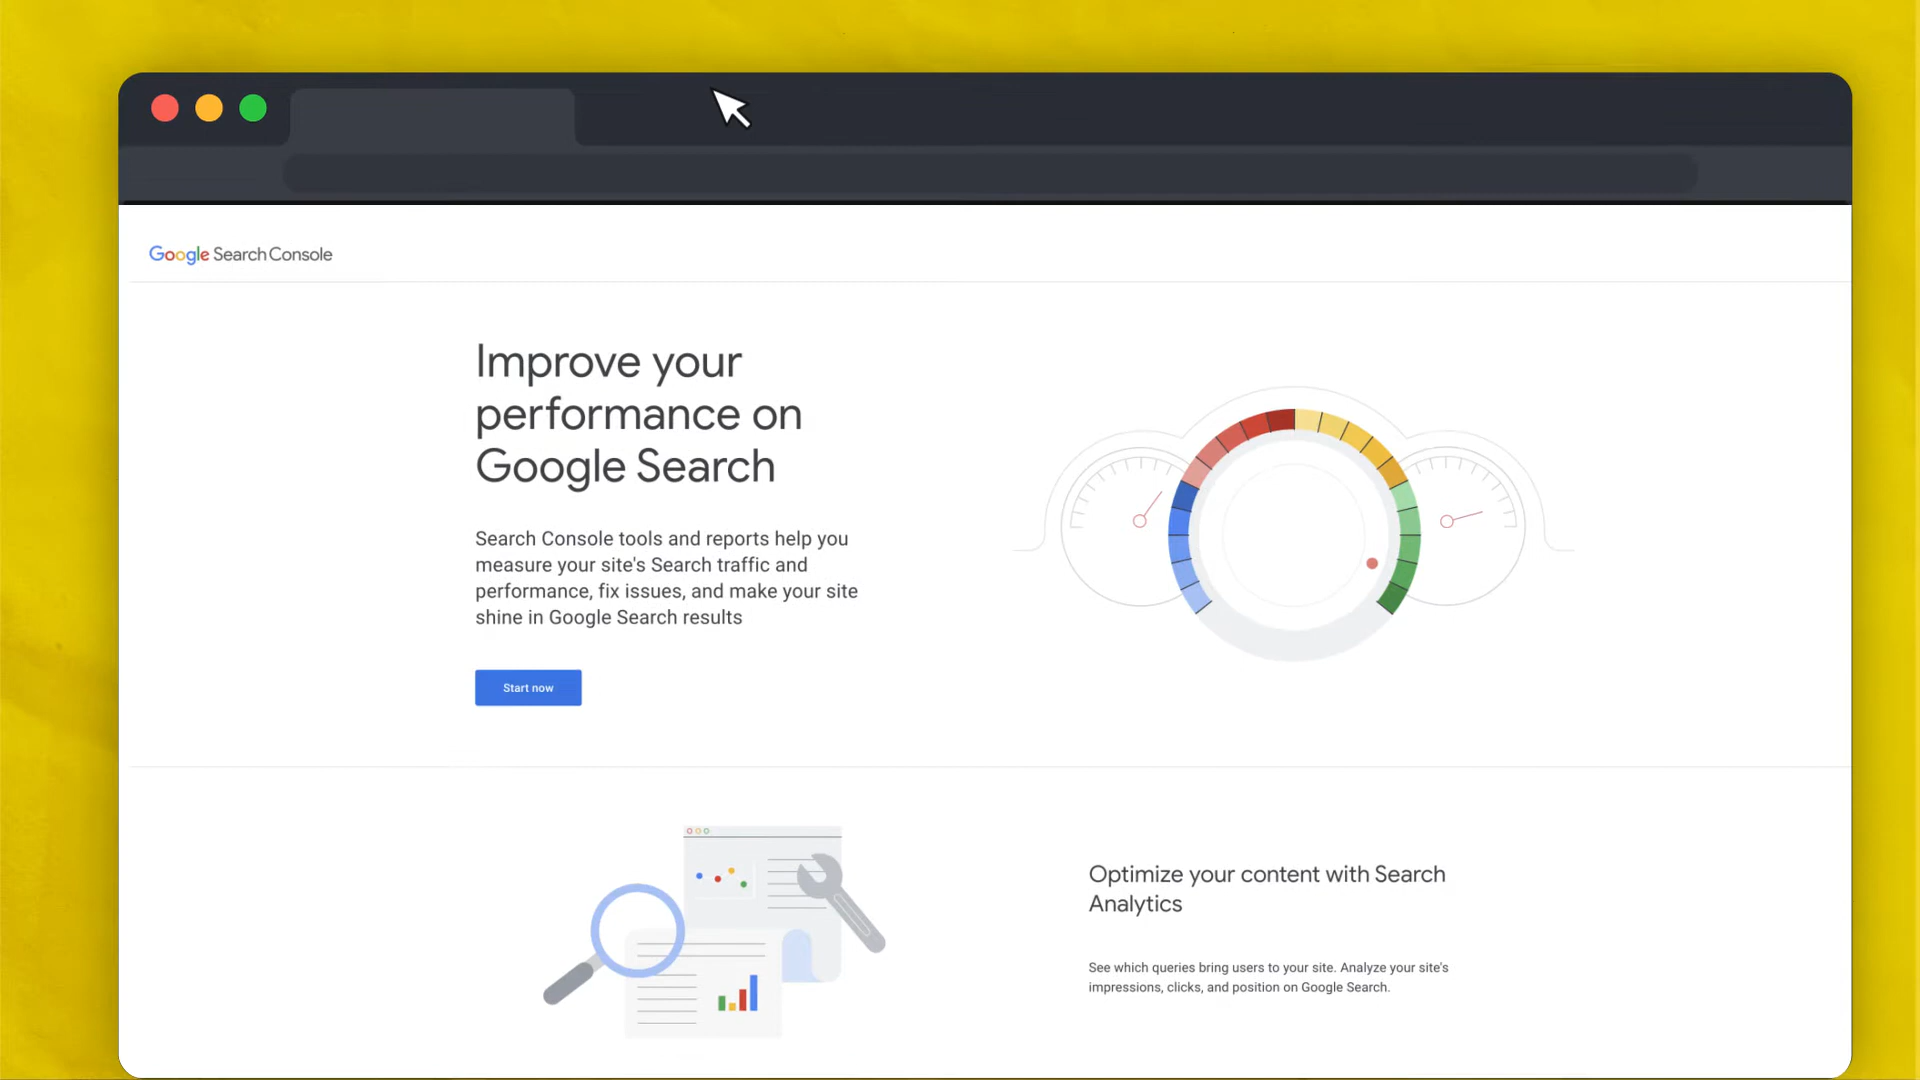 Google Search Console
Improve your
performance on
Google Search
Search Console tools and reports help you
measure your site's Search traffic and
performance, fix issues, and make your site
shine in Google Search results
Start now
Optimize your content with Search
Analytics
See which queries bring users to your site. Analyze your site's
impressions, clicks, and position on Google Search.